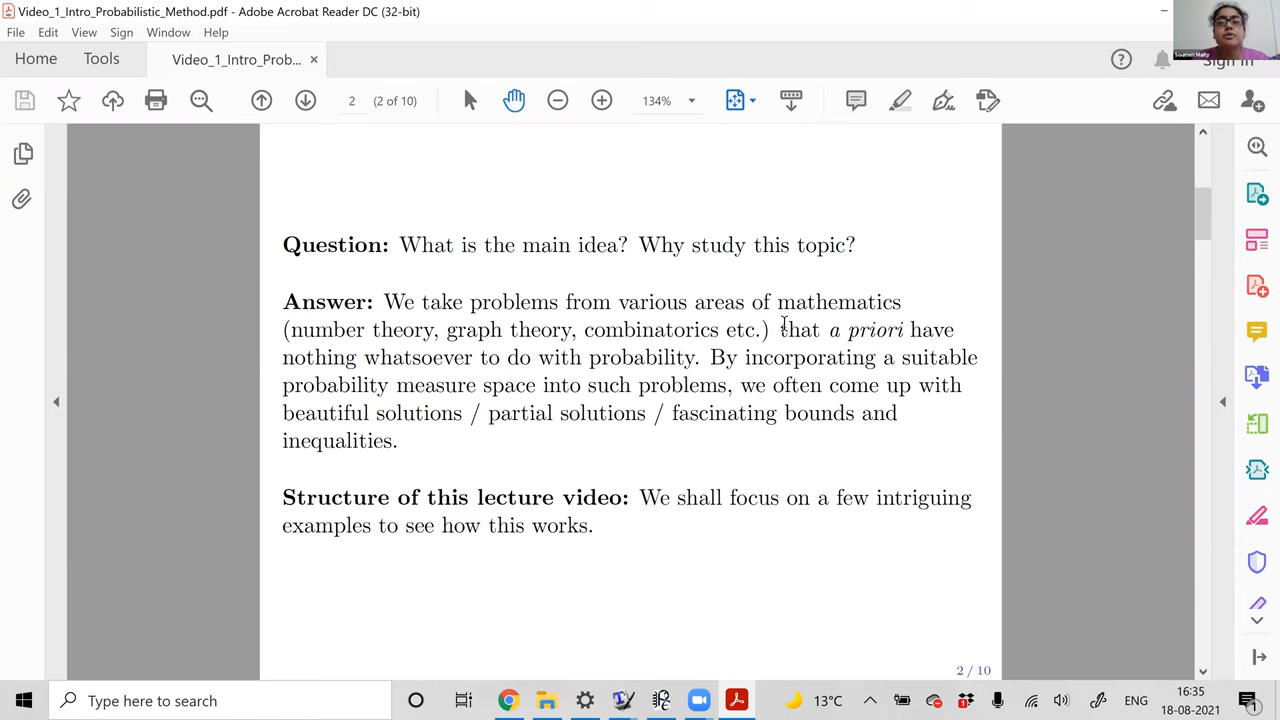 Video_1_Intro_Probabilistic_Method.pdf - Adobe Acrobat Reader DC (32-bit)
File Edit View Sign Window Help
Soumen Maity
Home Tools Video_1_Intro_Prob... × Sign In
2 (2 of 10) 134%
Question: What is the main idea? Why study this topic?
Answer: We take problems from various areas of mathematics
(number theory, graph theory, combinatorics etc.) that a priori have
nothing whatsoever to do with probability. By incorporating a suitable
probability measure space into such problems, we often come up with
beautiful solutions / partial solutions / fascinating bounds and
inequalities.
Structure of this lecture video: We shall focus on a few intriguing
examples to see how this works.
2 / 10
Type here to search
13°C
ENG
16:35
18-08-2021